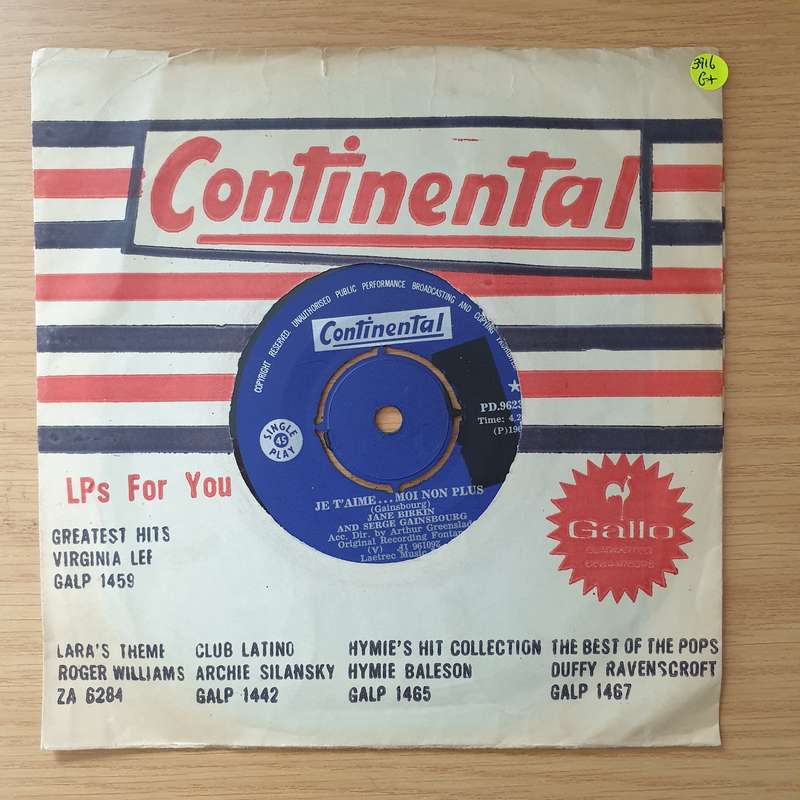 3916
G+
Continental
COPYRIGHT RESERVED. UNAUTHORISED PUBLIC PERFORMANCE BROADCASTING AND COPYING
Continental
PD.9623
Time: 4.2
(P)196
SINGLE
45
PLAY
JE T'AIME...MOI NON PLUS
(Gainsbourg)
JANE BIRKIN
AND SERGE GAINSBOURG
Acc. Dir. by Arthur Greenslad
Original Recording Fontan
(V)
Laetrec Music
LPs For You
GREATEST HITS
VIRGINIA LEE
GALP 1459
Gallo
LARA'S THEME
ROGER WILLIAMS
ZA 6284
CLUB LATINO
ARCHIE SILANSKY
GALP 1442
HYMIE'S HIT COLLECTION
HYMIE BALESON
GALP 1465
THE BEST OF THE POPS
DUFFY RAVENSCROFT
GALP 1467